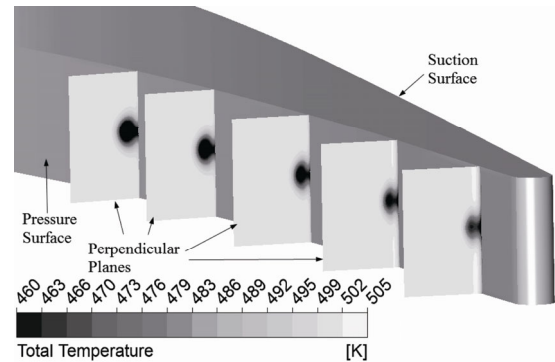 Suction
Surface
Pressure
Surface
Perpendicular
Planes
460 463 466 470 473 476 479 483 486 489 492 495 499 502 505
Total Temperature [K]